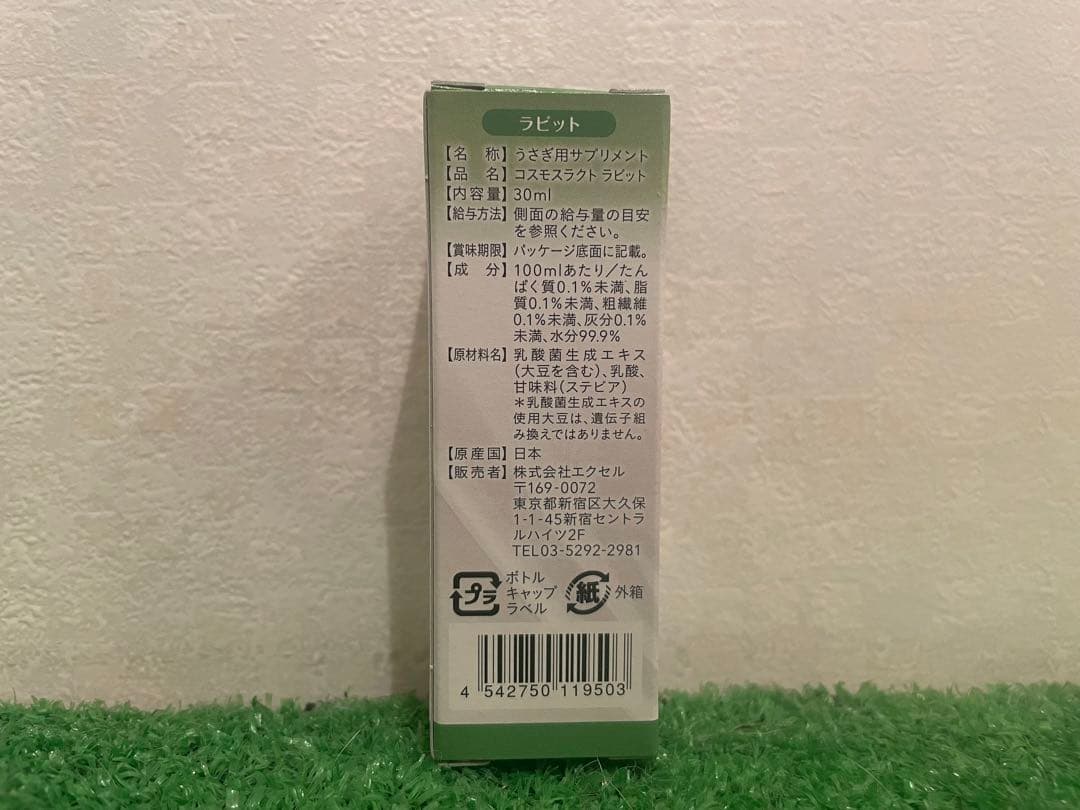 ラビット
【名 称】うさぎ用サプリメント
【品 名】コスモスラクト ラビット
【内容量】30ml
【給与方法】側面の給与量の目安
を参照ください。
【賞味期限】パッケージ底面に記載。
【成 分】100mlあたり／たん
ぱく質0.1%未満、脂
質0.1%未満、粗繊維
0.1%未満、灰分0.1%
未満、水分99.9%
【原材料名】乳酸菌生成エキス
(大豆を含む)、乳酸、
甘味料(ステビア)
＊乳酸菌生成エキスの
使用大豆は、遺伝子組
み換えではありません。
【原産国】日本
【販売者】株式会社エクセル
〒169-0072
東京都新宿区大久保
1-1-45新宿セントラ
ルハイツ2F
TEL03-5292-2981
プラ
ボトル
キャップ
ラベル
紙 外箱
4 542750 119503